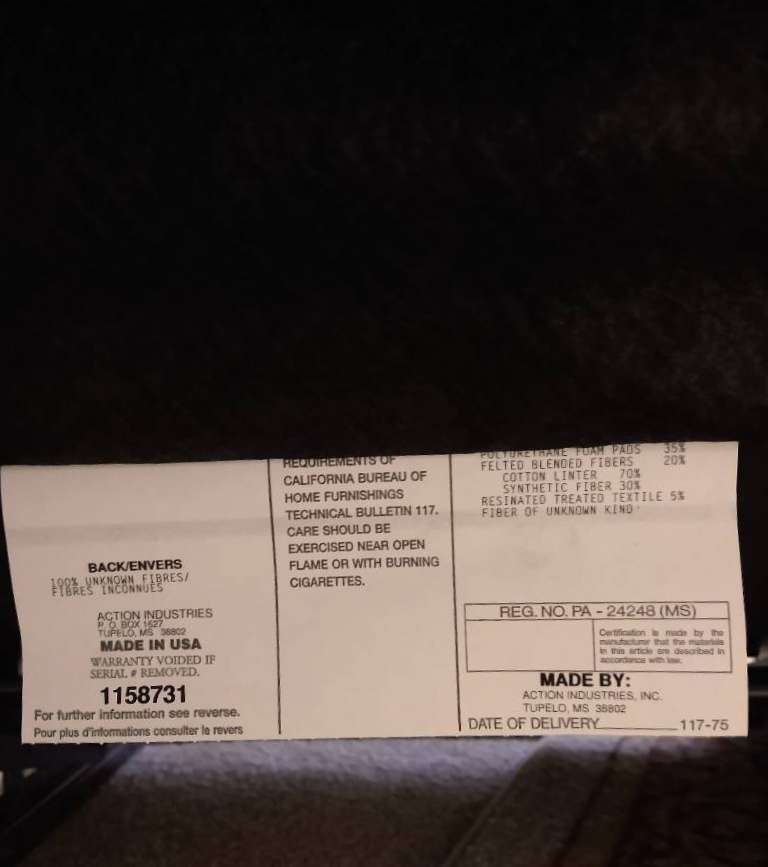 BACK/ENVERS
100% UNKNOWN FIBRES/
FIBRES INCONNUES
ACTION INDUSTRIES
P. O. BOX 1627
TUPELO, MS 38802
MADE IN USA
WARRANTY VOIDED IF
SERIAL # REMOVED.
1158731
For further information see reverse.
Pour plus d'informations consulter le revers
REQUIREMENTS OF
CALIFORNIA BUREAU OF
HOME FURNISHINGS
TECHNICAL BULLETIN 117.
CARE SHOULD BE
EXERCISED NEAR OPEN
FLAME OR WITH BURNING
CIGARETTES.
POLYURETHANE FOAM PADS 35%
FELTED BLENDED FIBERS 20%
COTTON LINTER 70%
SYNTHETIC FIBER 30%
RESINATED TREATED TEXTILE 5%
FIBER OF UNKNOWN KIND
REG. NO. PA - 24248 (MS)
Certification is made by the
manufacturer that the materials
in this article are described in
accordance with law.
MADE BY:
ACTION INDUSTRIES, INC.
TUPELO, MS 38802
DATE OF DELIVERY 117-75